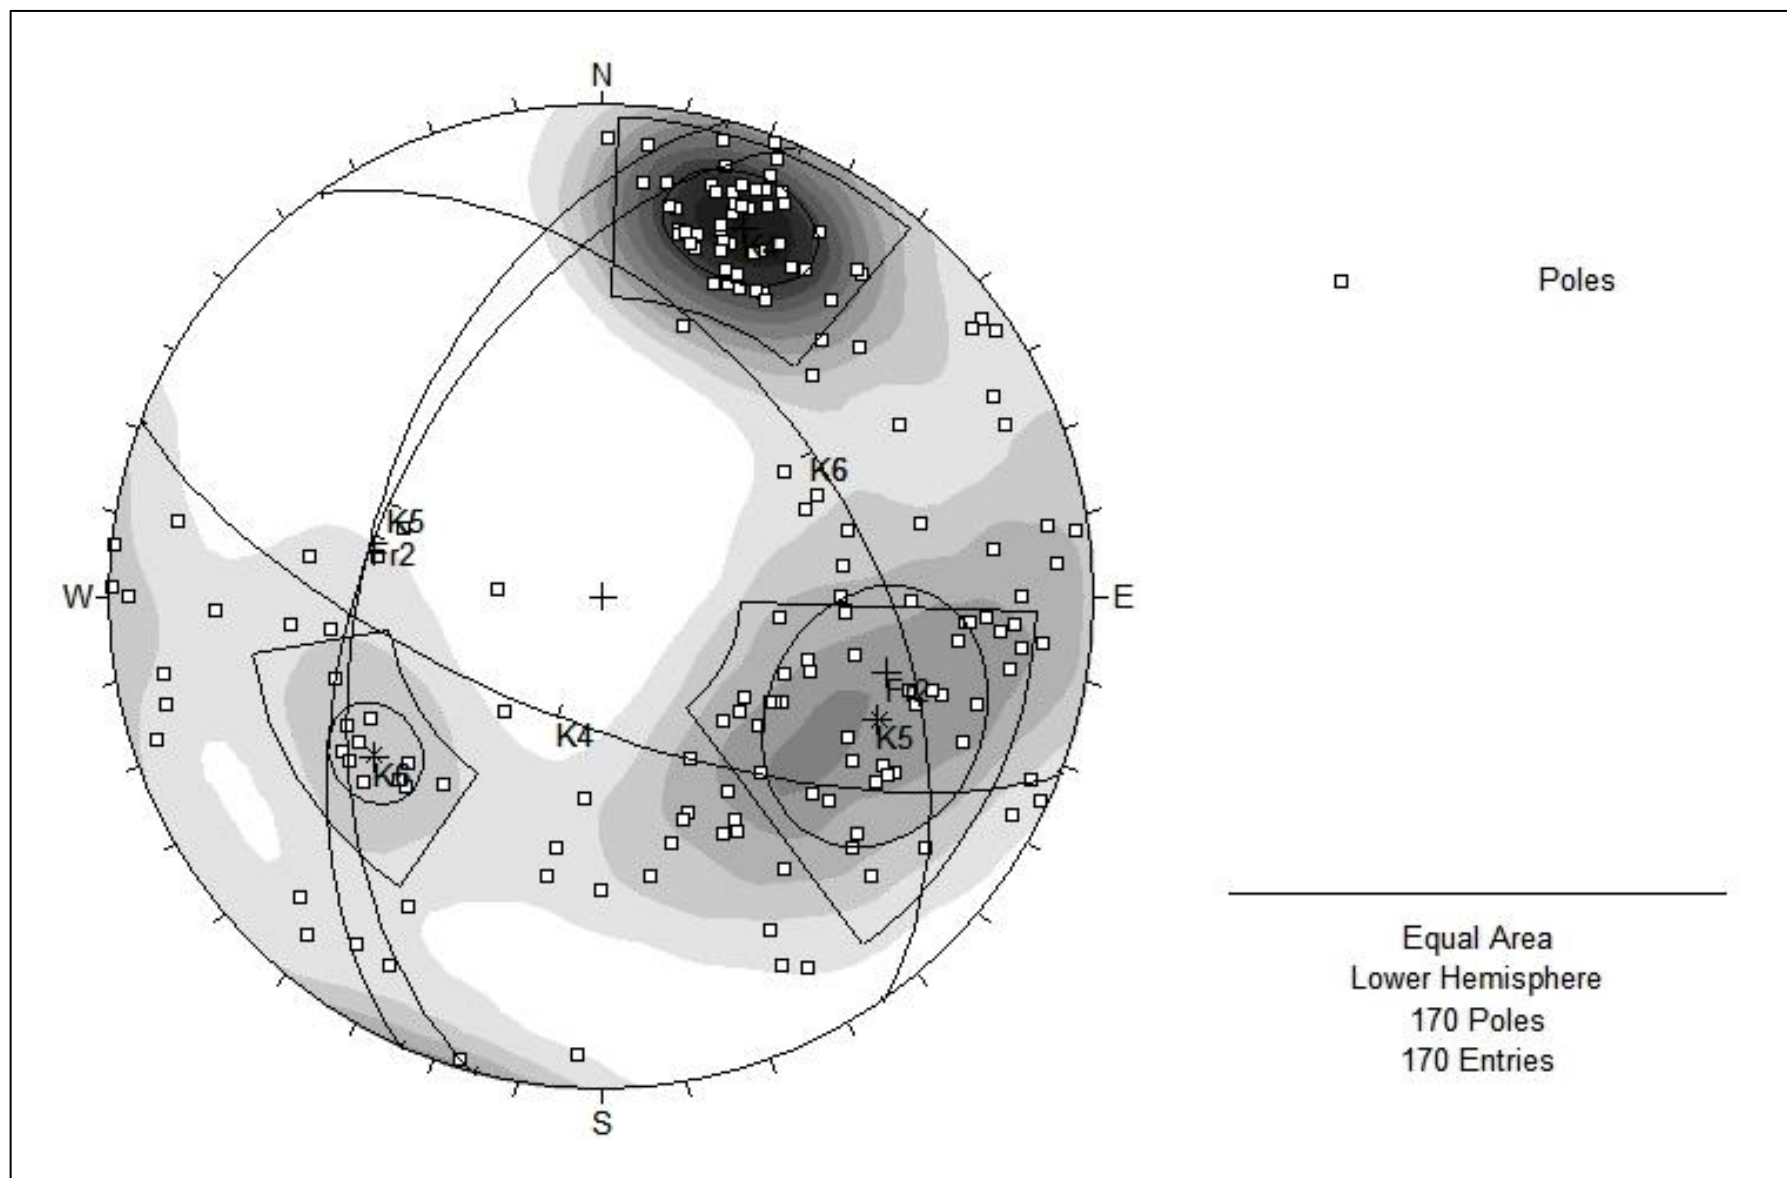 N
Poles
K6
K5
Fr2
W
E
Fr2
K5
K4
K6
Equal Area
Lower Hemisphere
170 Poles
170 Entries
S